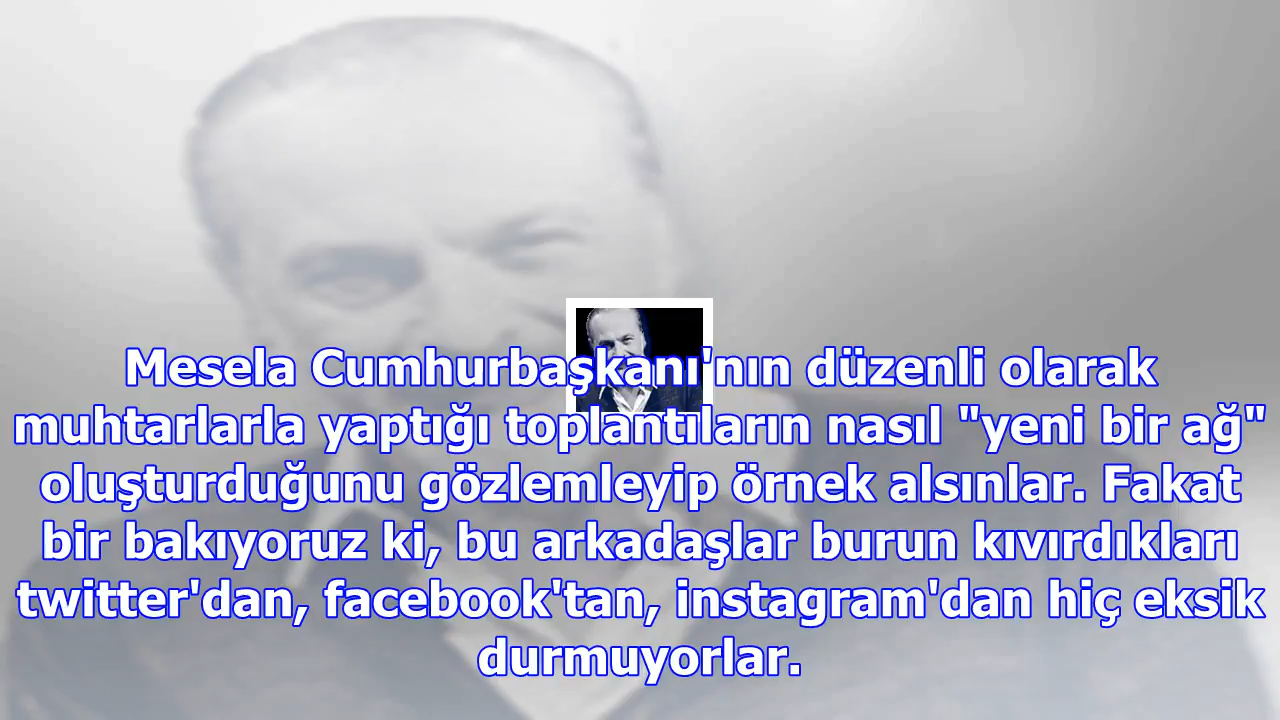 Mesela Cumhurbaşkanı'nın düzenli olarak
muhtarlarla yaptığı toplantıların nasıl "yeni bir ağ"
oluşturduğunu gözlemleyip örnek alsınlar. Fakat
bir bakıyoruz ki, bu arkadaşlar burun kıvırdıkları
twitter'dan, facebook'tan, instagram'dan hiç eksik
durmuyorlar.